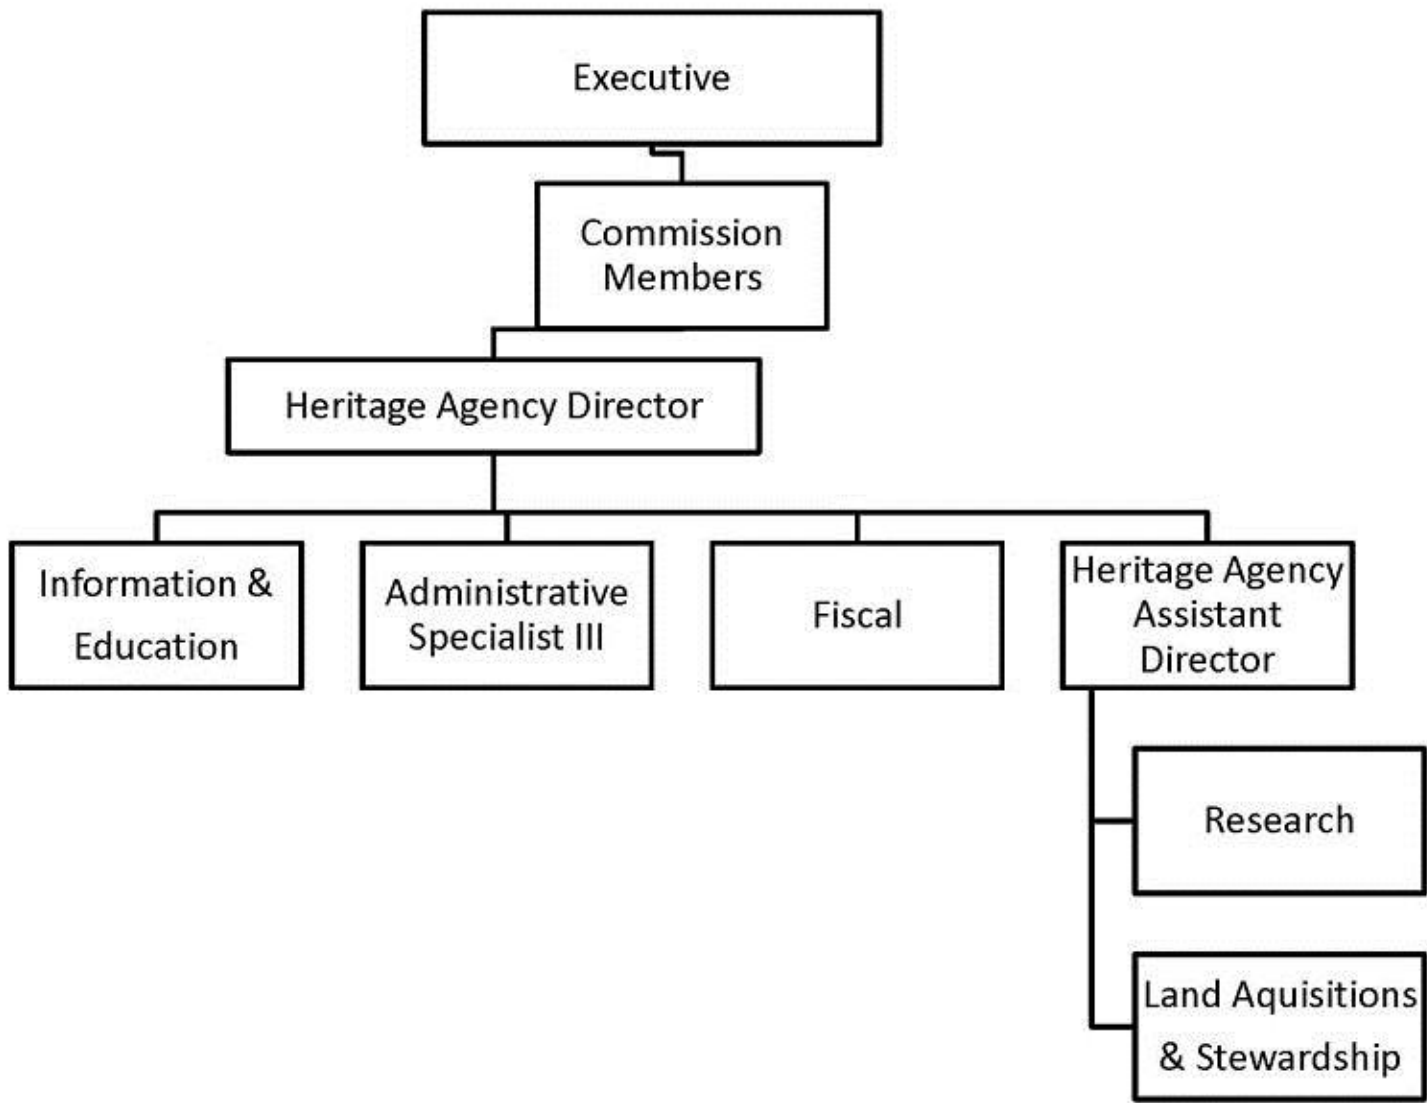 Executive
Commission
Members
Heritage Agency Director
Information &
Education
Administrative
Specialist III
Fiscal
Heritage Agency
Assistant
Director
Research
Land Aquisitions
& Stewardship